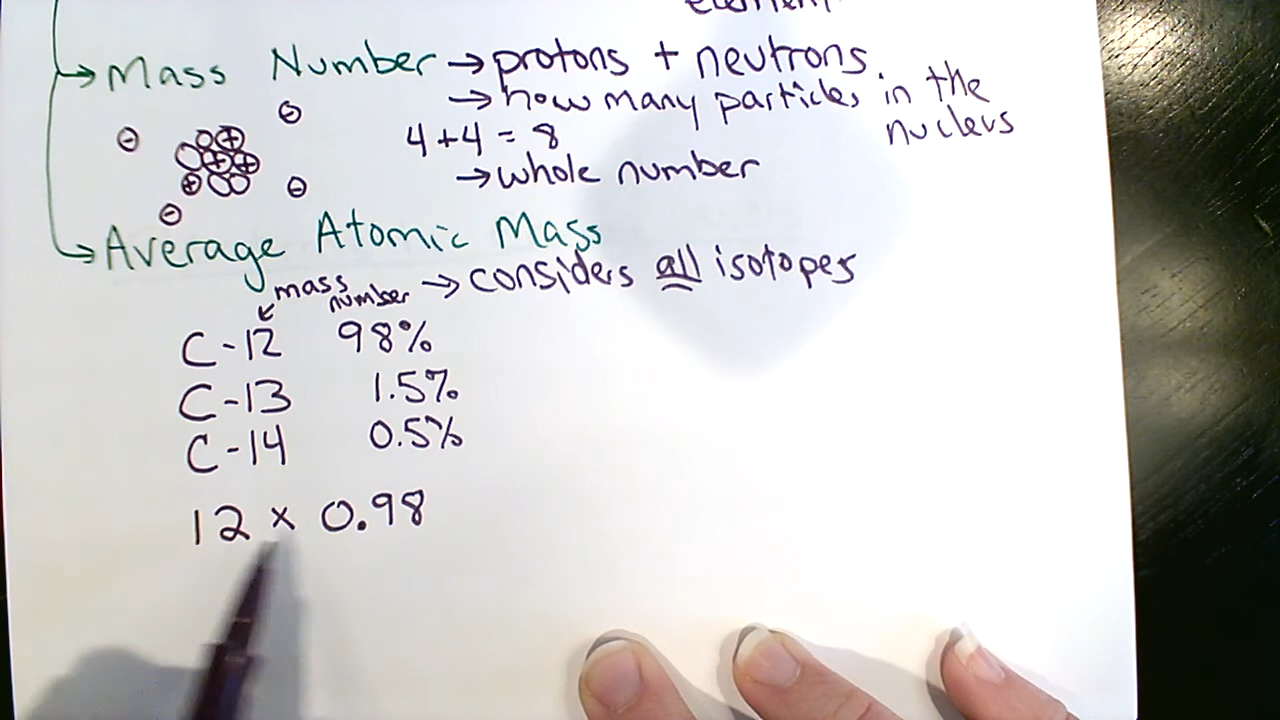 element
→ Mass Number → protons + neutrons
→ how many particles in the nucleus
4 + 4 = 8
→ whole number
→ Average Atomic Mass
mass number → considers all isotopes
C-12 98%
C-13 1.5%
C-14 0.5%
12 x 0.98